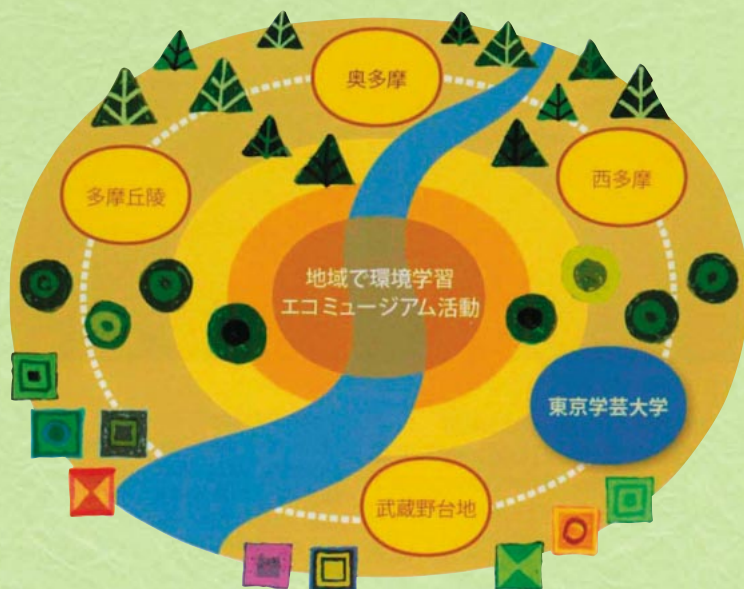 奥多摩
多摩丘陵
西多摩
地域で環境学習
エコミュージアム活動
東京学芸大学
武蔵野台地